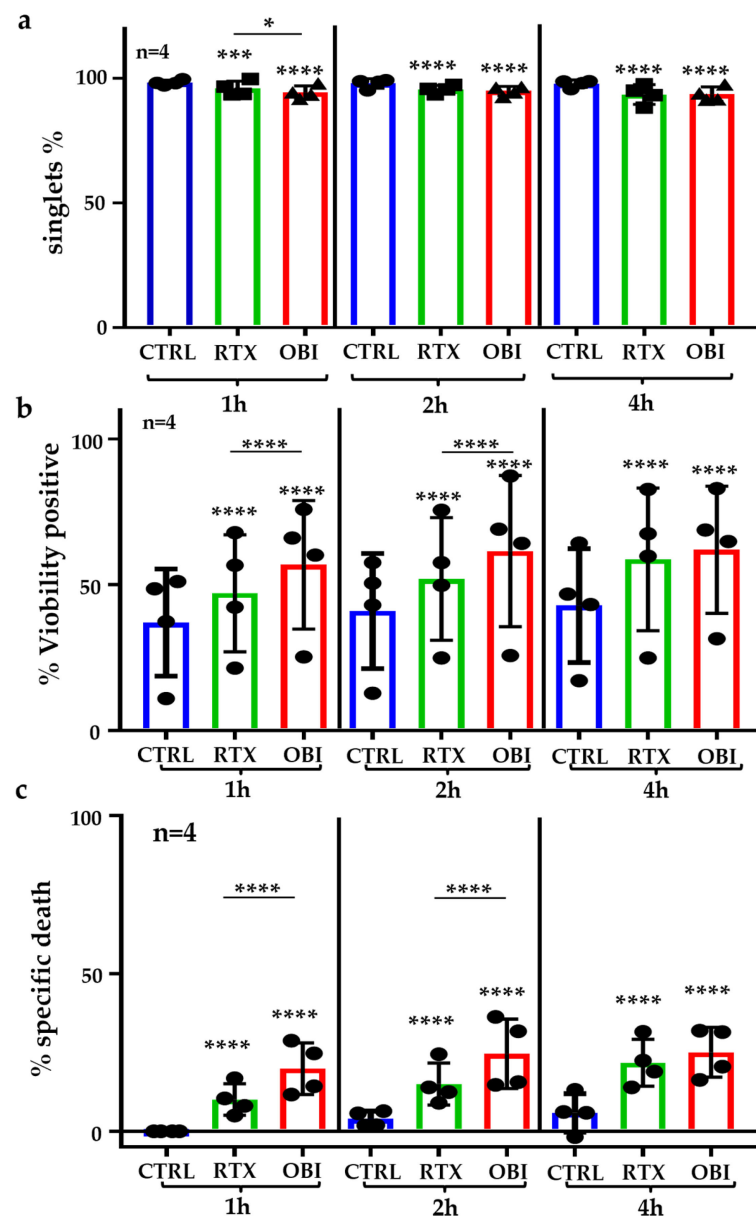 a
*
n=4
*** **** **** **** **** ****
100
50
0
singlets %
CTRL RTX OBI CTRL RTX OBI CTRL RTX OBI
1h 2h 4h
b
n=4
**** ****
**** **** **** **** **** ****
100
50
0
% Viobility positive
CTRL RTX OBI CTRL RTX OBI CTRL RTX OBI
1h 2h 4h
c
n=4
**** ****
**** **** **** **** **** ****
100
50
0
% specific death
CTRL RTX OBI CTRL RTX OBI CTRL RTX OBI
1h 2h 4h